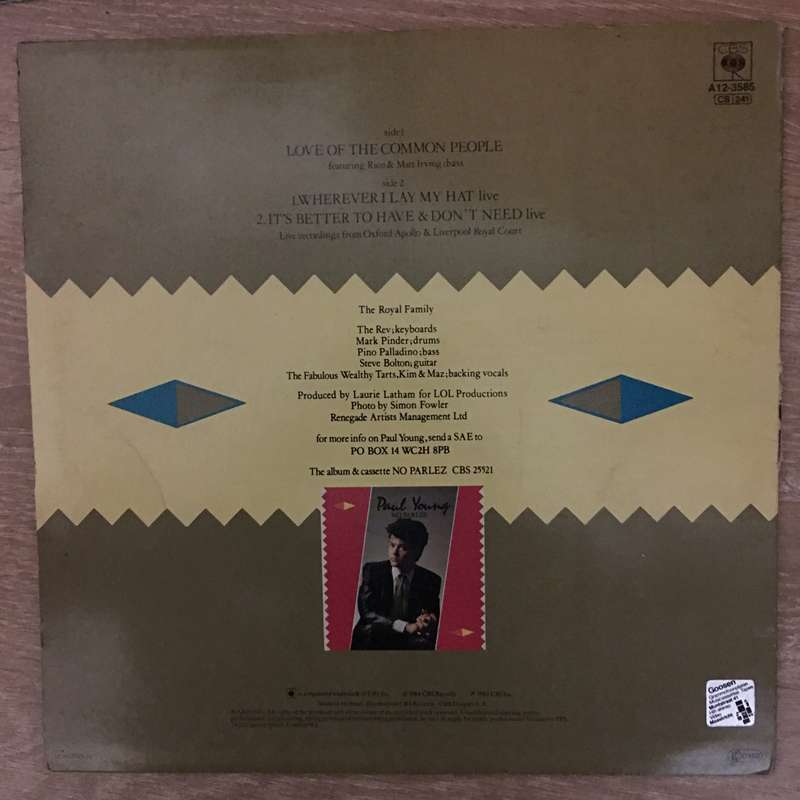 CBS
A12-3585
CB 241
side 1
LOVE OF THE COMMON PEOPLE
featuring Rico & Matt Irving; bass
side 2
1.WHEREVER I LAY MY HAT live
2.IT'S BETTER TO HAVE & DON'T NEED live
Live recordings from Oxford Apollo & Liverpool Royal Court
The Royal Family
The Rev; keyboards
Mark Pinder; drums
Pino Palladino; bass
Steve Bolton; guitar
The Fabulous Wealthy Tarts, Kim & Maz; backing vocals
Produced by Laurie Latham for LOL Productions
Photo by Simon Fowler
Renegade Artists Management Ltd
for more info on Paul Young, send a SAE to
PO BOX 14 WC2H 8PB
The album & cassette NO PARLEZ CBS 25521
Paul Young
NO PARLEZ
Goosen
Maastricht